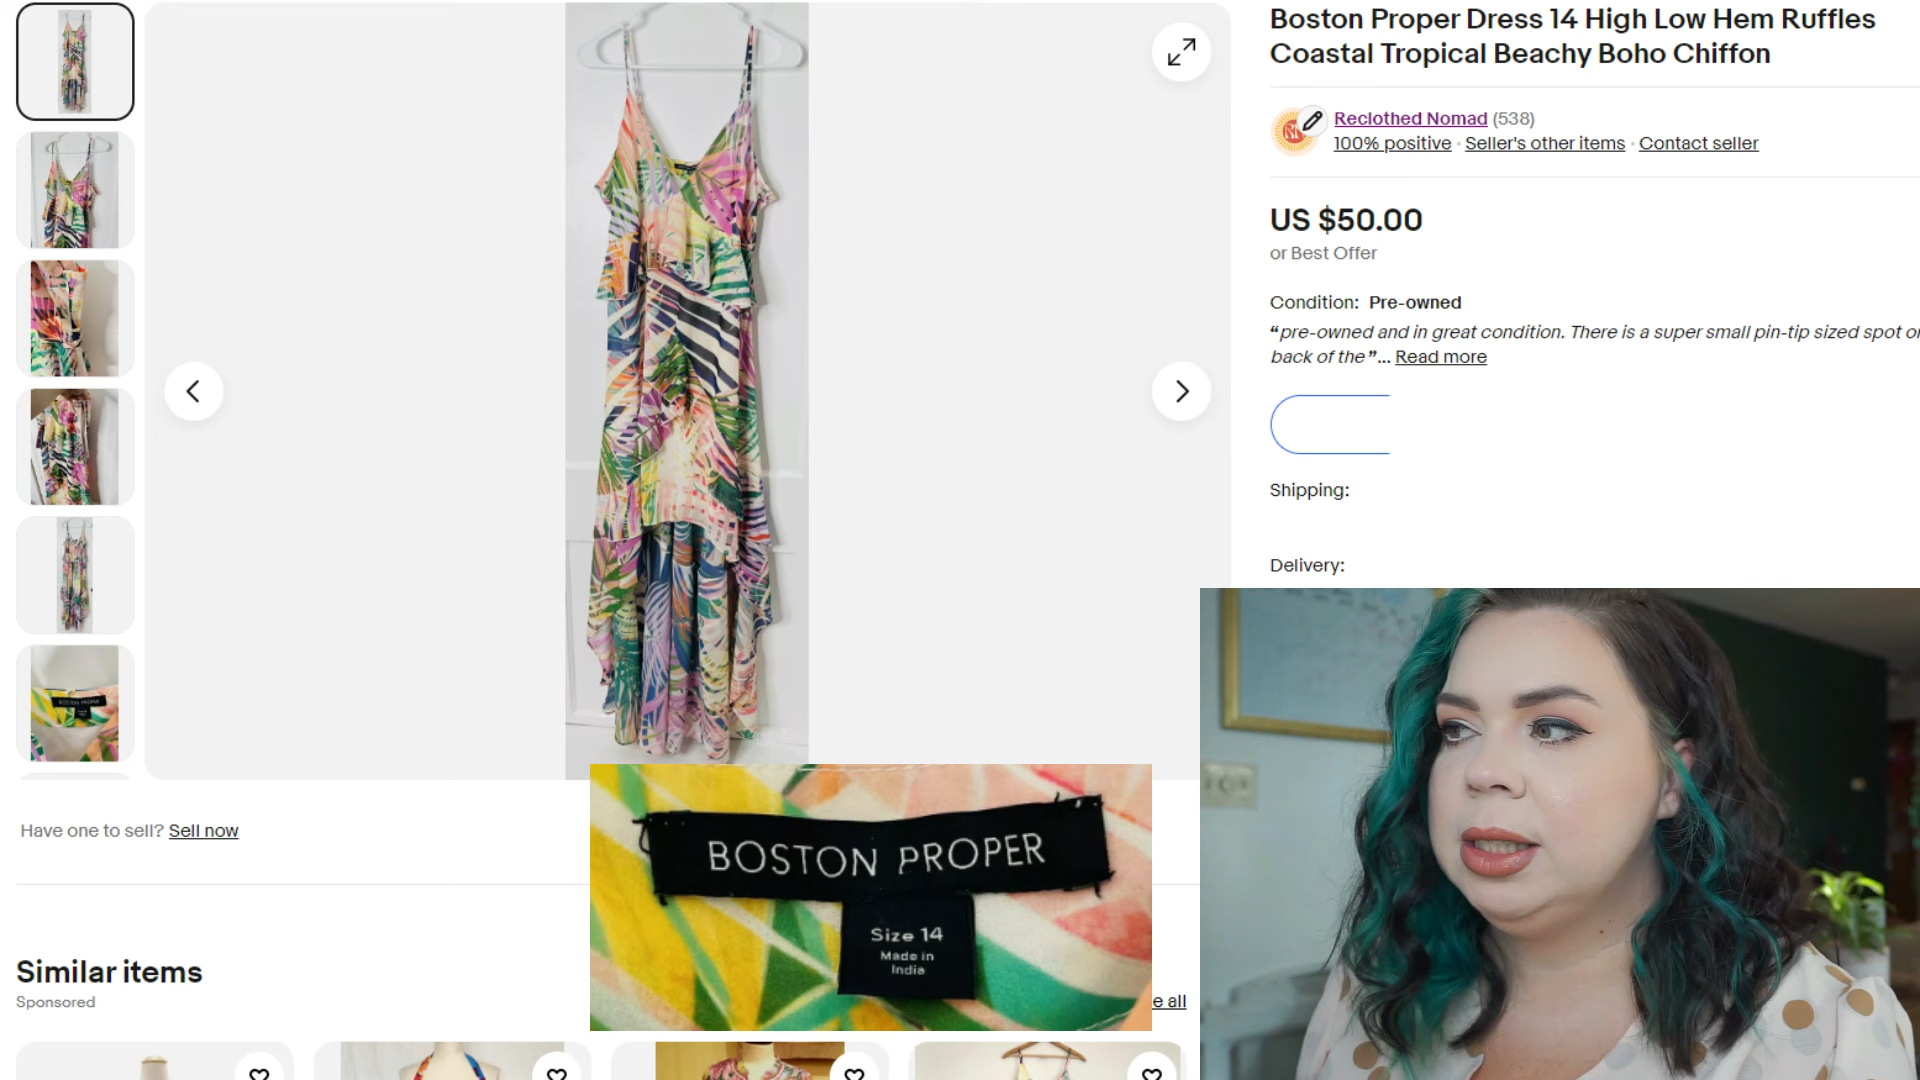 Boston Proper Dress 14 High Low Hem Ruffles
Coastal Tropical Beachy Boho Chiffon
Reclothed Nomad (538)
100% positive · Seller's other items · Contact seller
US $50.00
or Best Offer
Condition: Pre-owned
“pre-owned and in great condition. There is a super small pin-tip sized spot
back of the”... Read more
Shipping:
Delivery:
Have one to sell? Sell now
BOSTON PROPER
Size 14
Made in
India
Similar items
Sponsored
e all
BOSTON PROPER